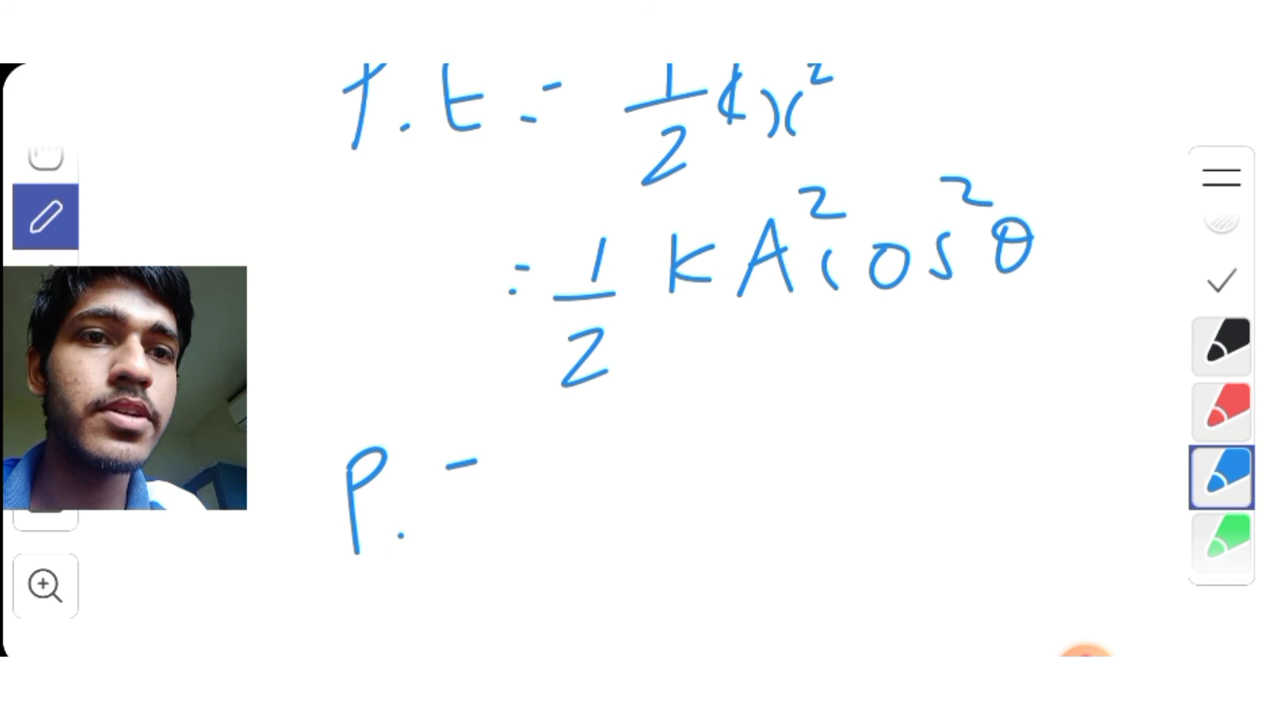 P.E = 1/2 kx²
= 1/2 KA²cos²θ
P.